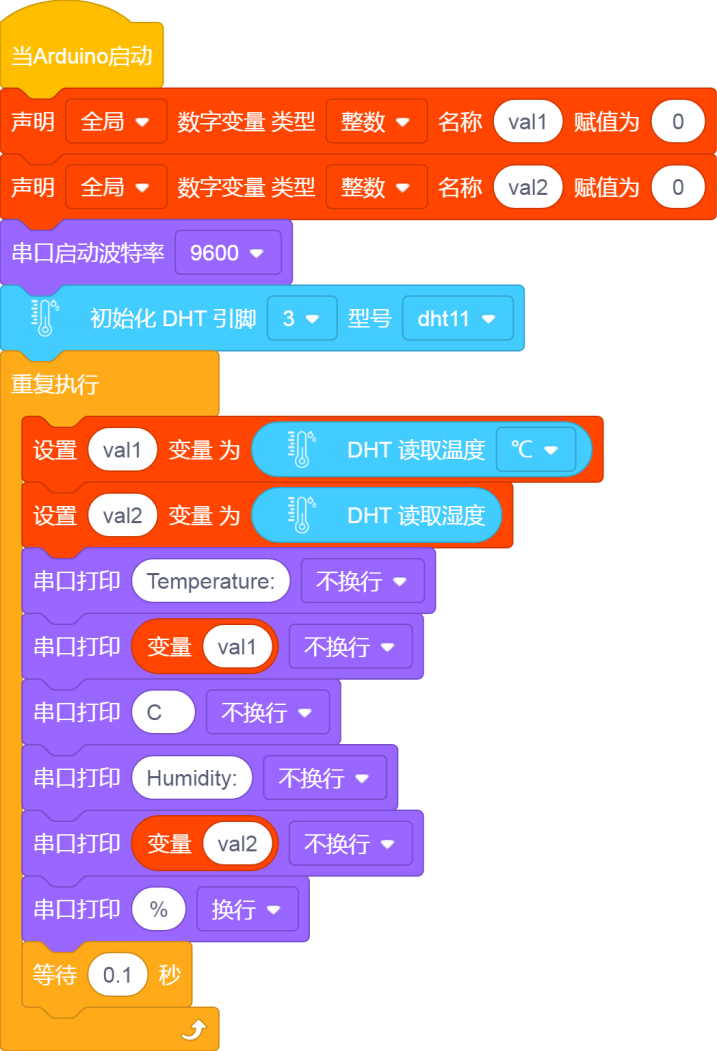 当Arduino启动
声明 全局 数字变量 类型 整数 名称 val1 赋值为 0
声明 全局 数字变量 类型 整数 名称 val2 赋值为 0
串口启动波特率 9600
初始化 DHT 引脚 3 型号 dht11
重复执行
设置 val1 变量 为 DHT 读取温度 ℃
设置 val2 变量 为 DHT 读取湿度
串口打印 Temperature: 不换行
串口打印 变量 val1 不换行
串口打印 C 不换行
串口打印 Humidity: 不换行
串口打印 变量 val2 不换行
串口打印 % 换行
等待 0.1 秒